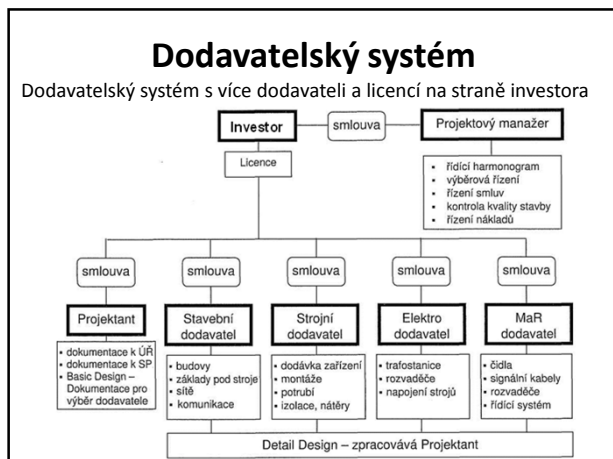 Dodavatelský systém
Dodavatelský systém s více dodavateli a licencí na straně investora
Investor
smlouva
Projektový manažer
Licence
• řídící harmonogram
• výběrová řízení
• řízení smluv
• kontrola kvality stavby
• řízení nákladů
smlouva
smlouva
smlouva
smlouva
smlouva
Projektant
Stavební
dodavatel
Strojní
dodavatel
Elektro
dodavatel
MaR
dodavatel
• dokumentace k ÚŘ
• dokumentace k SP
• Basic Design –
Dokumentace pro
výběr dodavatele
• budovy
• základy pod stroje
• sítě
• komunikace
• dodávka zařízení
• montáže
• potrubí
• izolace, nátěry
• trafostanice
• rozvaděče
• napojení strojů
• čidla
• signální kabely
• rozvaděče
• řídící systém
Detail Design – zpracovává Projektant